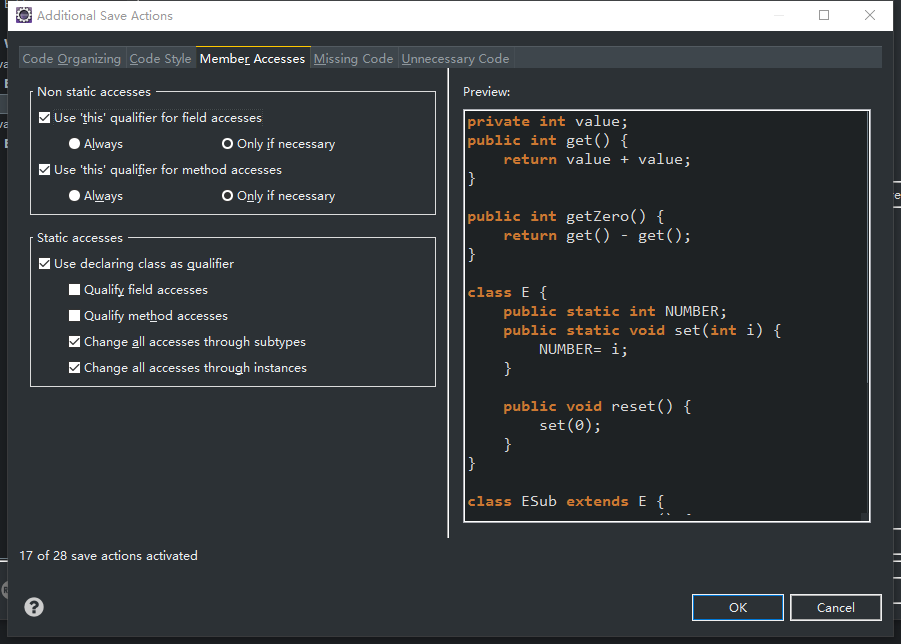 Additional Save Actions
Code Organizing Code Style Member Accesses Missing Code Unnecessary Code
Non static accesses
Use 'this' qualifier for field accesses
Always Only if necessary
Use 'this' qualifier for method accesses
Always Only if necessary
Static accesses
Use declaring class as qualifier
Qualify field accesses
Qualify method accesses
Change all accesses through subtypes
Change all accesses through instances
Preview:
private int value;
public int get() {
    return value + value;
}
public int getZero() {
    return get() - get();
}
class E {
    public static int NUMBER;
    public static void set(int i) {
        NUMBER= i;
    }
    public void reset() {
        set(0);
    }
}
class ESub extends E {
17 of 28 save actions activated
?
OK Cancel